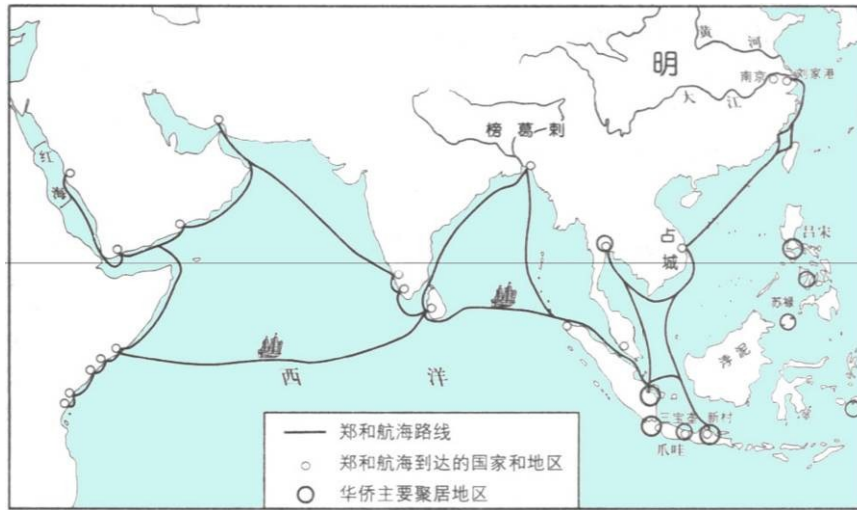 黄河
明
南京
刘家港
大江
榜葛剌
红海
占城
吕宋
苏禄
浡泥
西洋
三宝垄
新村
爪哇
郑和航海路线
郑和航海到达的国家和地区
华侨主要聚居地区